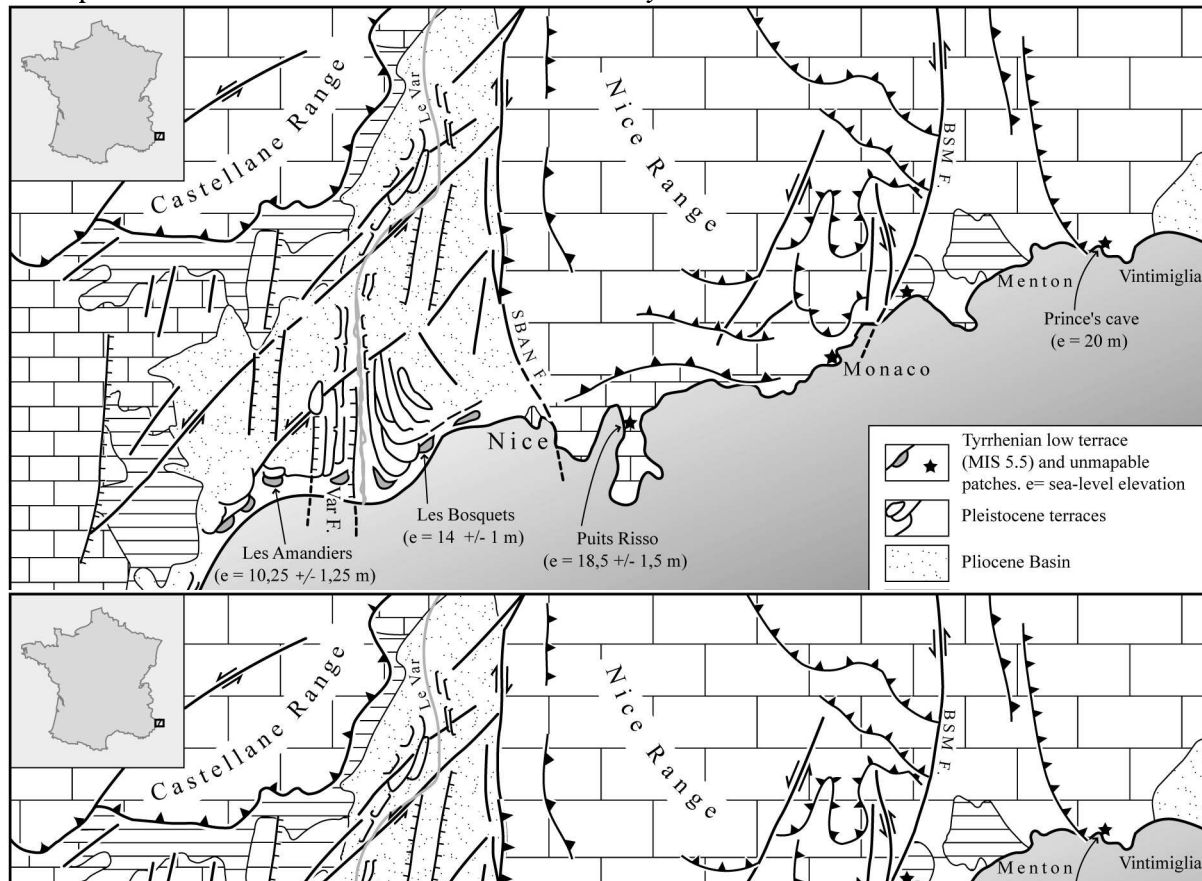 Castellane Range
Le Var
Nice Range
BSM F.
SBAN F.
Var F.
Nice
Monaco
Menton
Vintimiglia
Prince's cave
(e = 20 m)
Les Bosquets
(e = 14 +/- 1 m)
Les Amandiers
(e = 10,25 +/- 1,25 m)
Puits Risso
(e = 18,5 +/- 1,5 m)
Tyrrhenian low terrace
(MIS 5.5) and unmapable
patches. e= sea-level elevation
Pleistocene terraces
Pliocene Basin
Castellane Range
Le Var
Nice Range
BSM F.
Menton
Vintimiglia